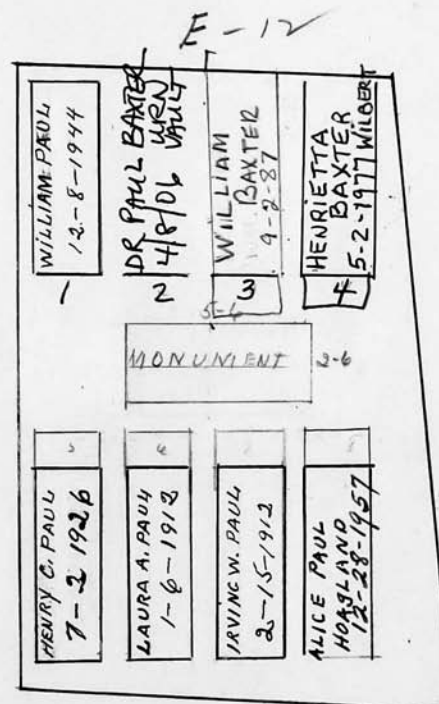 E-12
WILLIAM PAUL
12-8-1944
DR PAUL BAXTER
4/8/06 URN
VAULT
WILLIAM
BAXTER
9-2-87
HENRIETTA
BAXTER
5-2-1977 WILBERT
1
2
3
4
5-6
MONUMENT
2-6
5
6
7
8
HENRY C. PAUL
7-2 1926
LAURA A. PAUL
1-6-1912
IRVING W. PAUL
2-15-1912
ALICE PAUL
HOAGLAND
12-28-1957